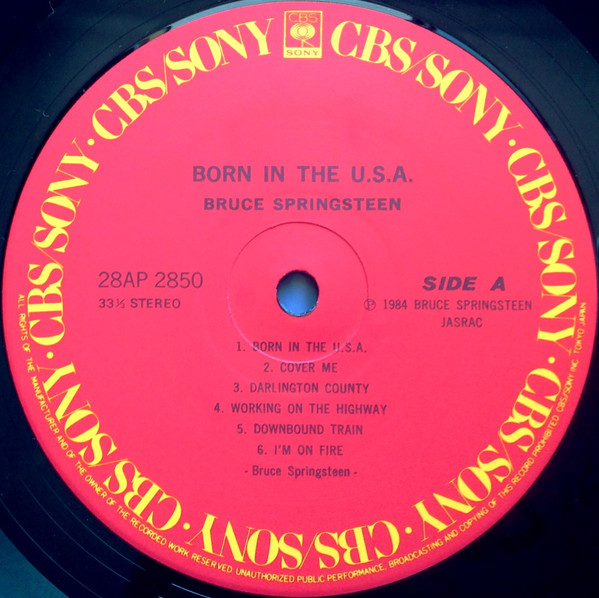 CBS/SONY · CBS/SONY · CBS/SONY · CBS/SONY · CBS/SONY · CBS/SONY · CBS/SONY · CBS/SONY
CBS
SONY
BORN IN THE U.S.A.
BRUCE SPRINGSTEEN
28AP 2850
33⅓ STEREO
SIDE A
Ⓟ 1984 BRUCE SPRINGSTEEN
JASRAC
1. BORN IN THE U.S.A.
2. COVER ME
3. DARLINGTON COUNTY
4. WORKING ON THE HIGHWAY
5. DOWNBOUND TRAIN
6. I'M ON FIRE
- Bruce Springsteen -
ALL RIGHTS OF THE MANUFACTURER AND OF THE OWNER OF THE RECORDED WORK RESERVED UNAUTHORIZED PUBLIC PERFORMANCE, BROADCASTING AND COPYING OF THIS RECORD PROHIBITED CBS/SONY INC. TOKYO JAPAN